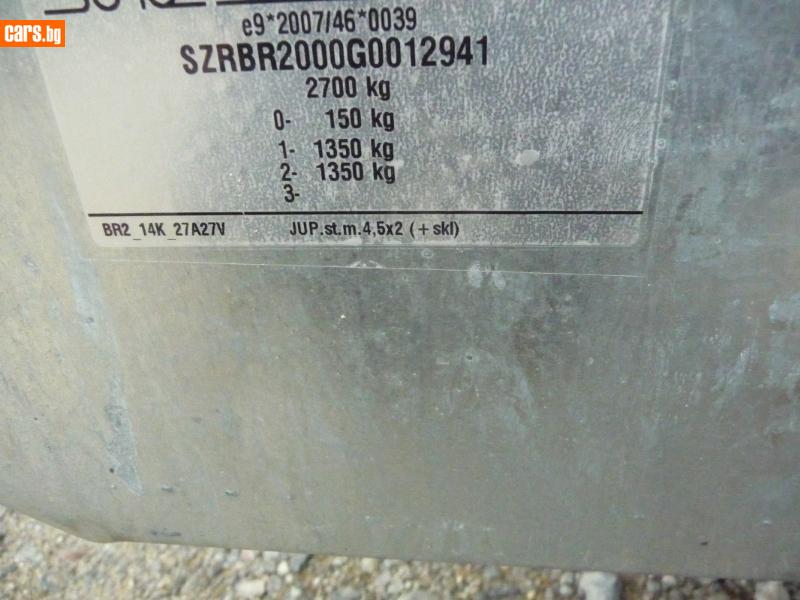 cars.bg
e9*2007/46*0039
SZRBR2000G0012941
2700 kg
0- 150 kg
1- 1350 kg
2- 1350 kg
3-
BR2_14K_27A27V JUP.st.m.4,5x2 (+skl)